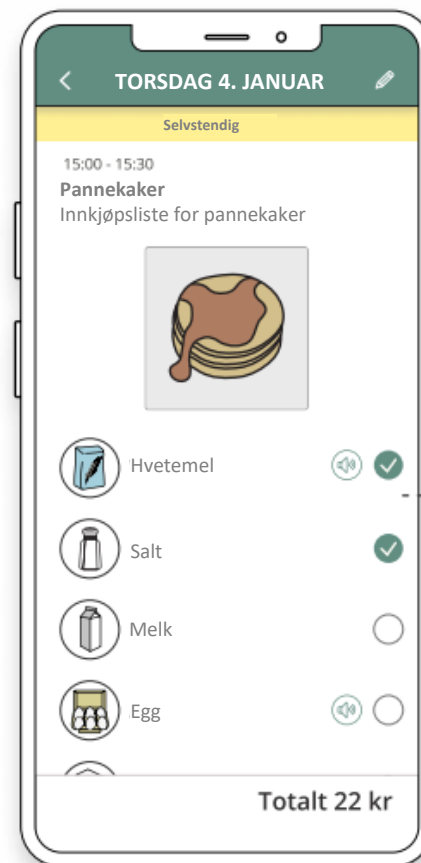 TORSDAG 4. JANUAR
Selvstendig
15:00 - 15:30
Pannekaker
Innkjøpsliste for pannekaker
Hvetemel
Salt
Melk
Egg
Totalt 22 kr